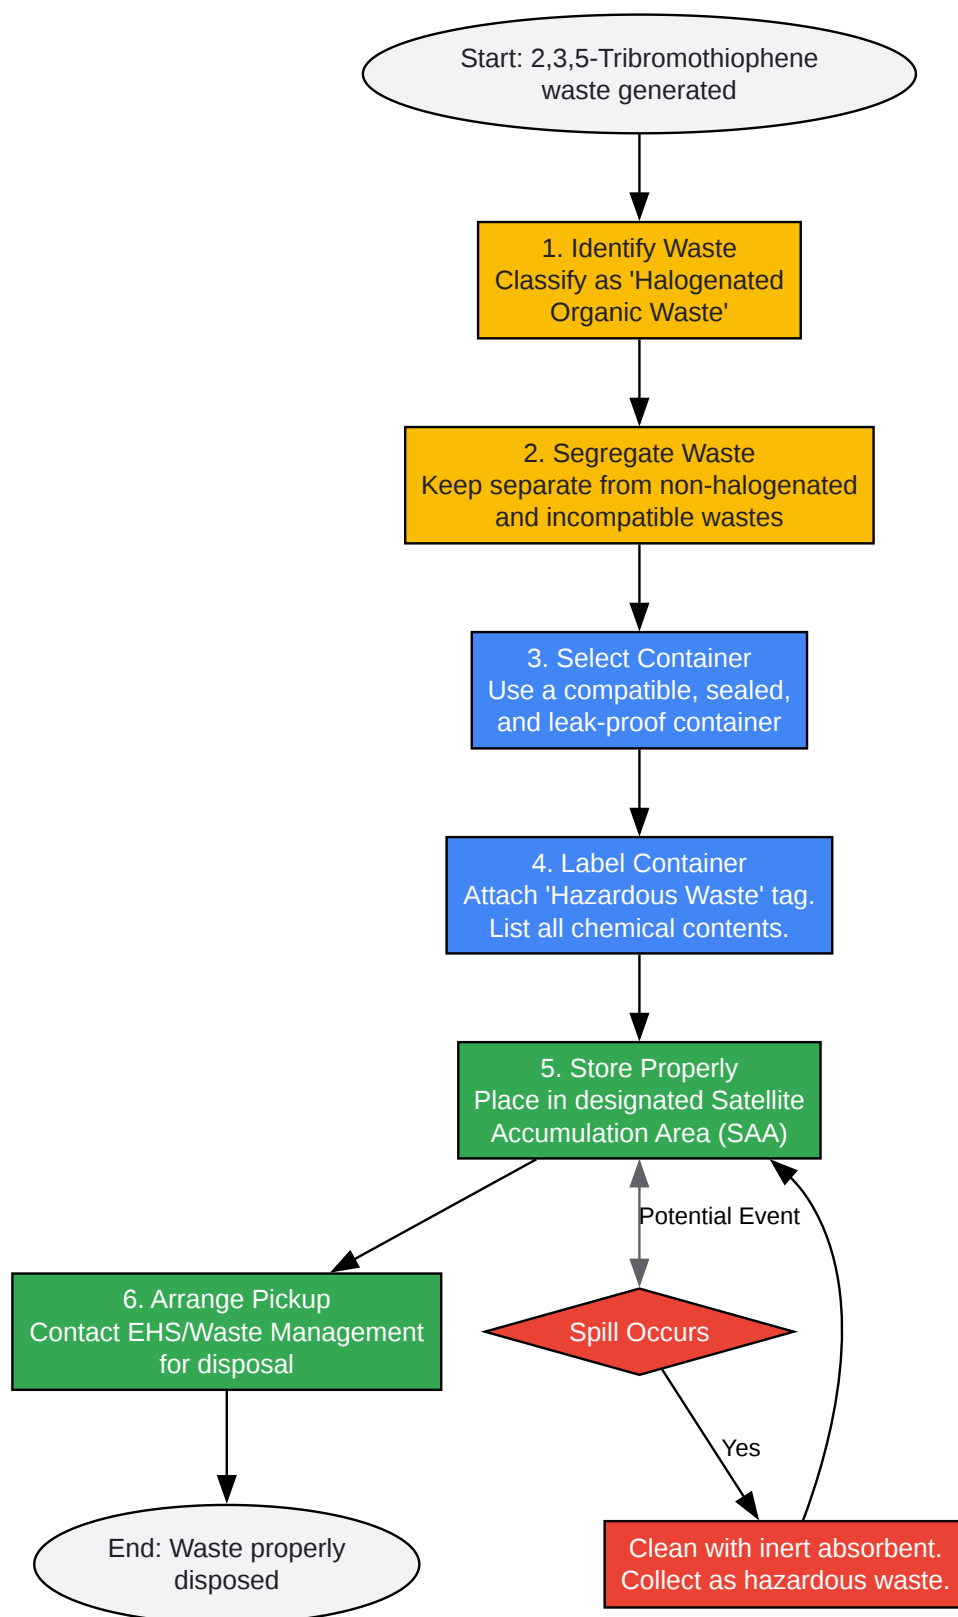 Start: 2,3,5-Tribromothiophene
waste generated
1. Identify Waste
Classify as 'Halogenated
Organic Waste'
2. Segregate Waste
Keep separate from non-halogenated
and incompatible wastes
3. Select Container
Use a compatible, sealed,
and leak-proof container
4. Label Container
Attach 'Hazardous Waste' tag.
List all chemical contents.
5. Store Properly
Place in designated Satellite
Accumulation Area (SAA)
Potential Event
6. Arrange Pickup
Contact EHS/Waste Management
for disposal
Spill Occurs
Yes
End: Waste properly
disposed
Clean with inert absorbent.
Collect as hazardous waste.